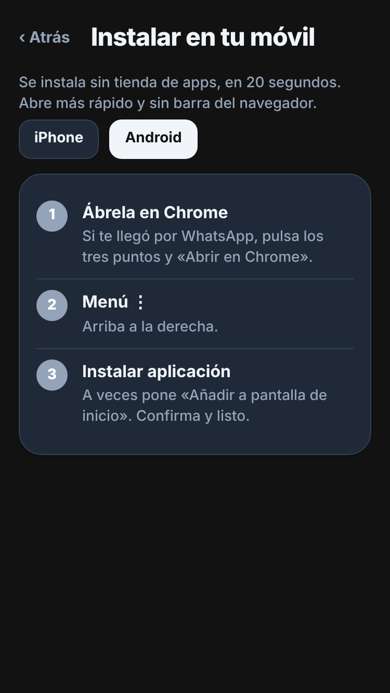 ‹ Atrás Instalar en tu móvil
Se instala sin tienda de apps, en 20 segundos.
Abre más rápido y sin barra del navegador.
iPhone Android
1 Ábrela en Chrome
Si te llegó por WhatsApp, pulsa los
tres puntos y «Abrir en Chrome».
2 Menú ⋮
Arriba a la derecha.
3 Instalar aplicación
A veces pone «Añadir a pantalla de
inicio». Confirma y listo.